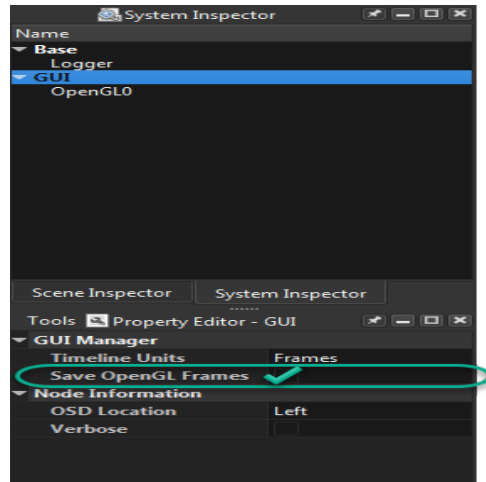 System Inspector
Name
Base
Logger
GUI
OpenGL0
Scene Inspector System Inspector
Tools Property Editor - GUI
GUI Manager
Timeline Units Frames
Save OpenGL Frames
Node Information
OSD Location Left
Verbose